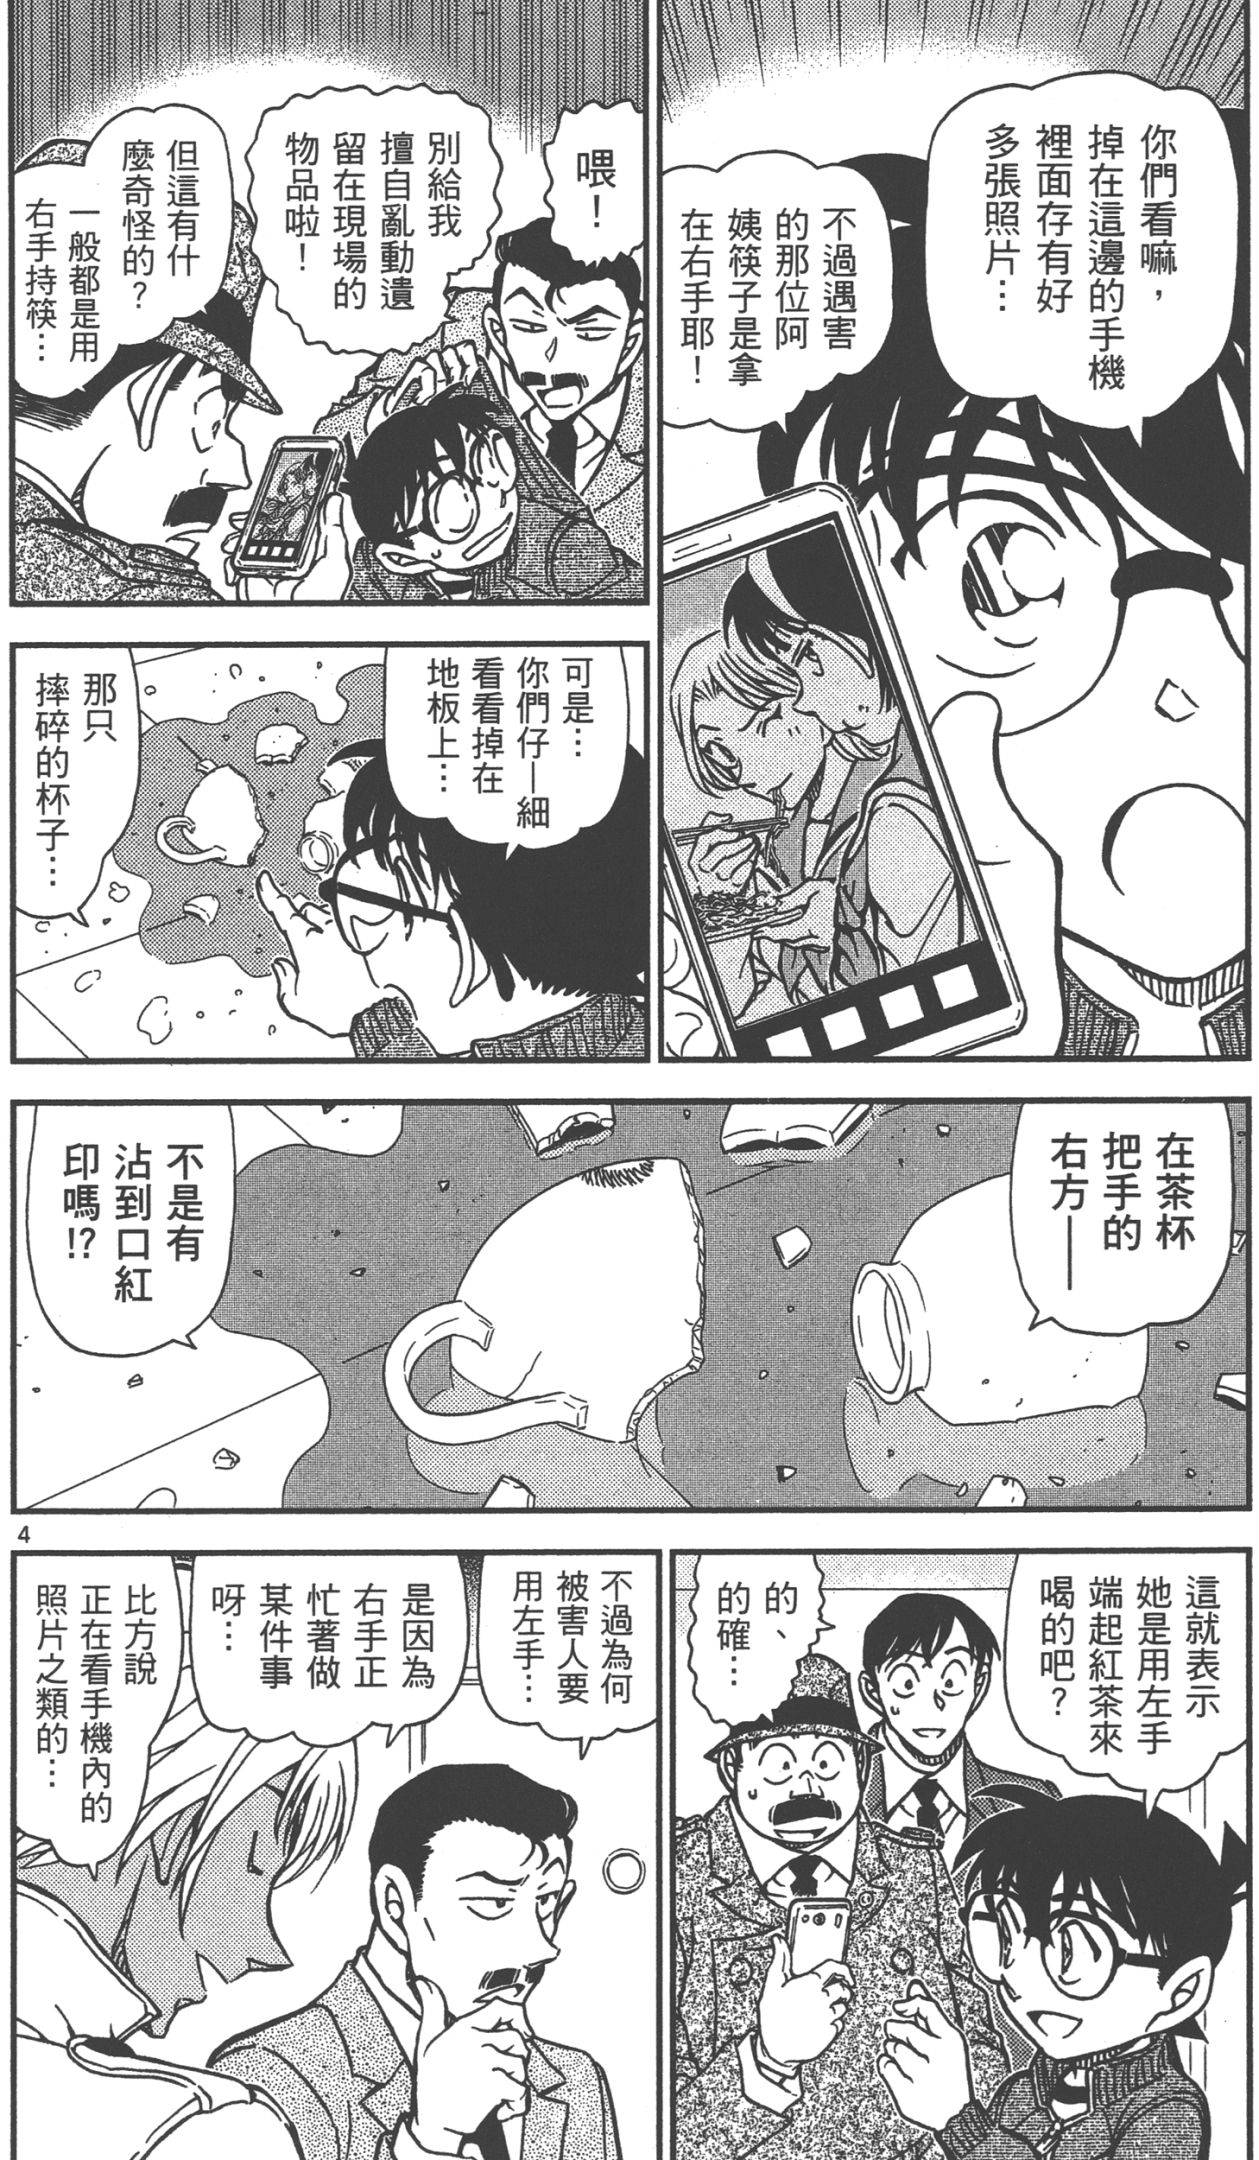 你們看嘛，
掉在這邊的手機
裡面存有好
多張照片…
不過遇害
的那位阿
姨筷子是拿
在右手耶！
喂！
別給我
擅自亂動遺
留在現場的
物品啦！
但這有什
麼奇怪的？
一般都是用
右手持筷…
可是…
你們仔—細
看看掉在
地板上…
那只
摔碎的杯子…
在茶杯
把手的
右方——
不是有
沾到口紅
印嗎!?
4
這就表示
她是用左手
端起紅茶來
喝的吧？
的、
的確…
不過為何
被害人要
用左手…
是因為
右手正
忙著做
某件事
呀…
比方說
正在看手機內的
照片之類的…